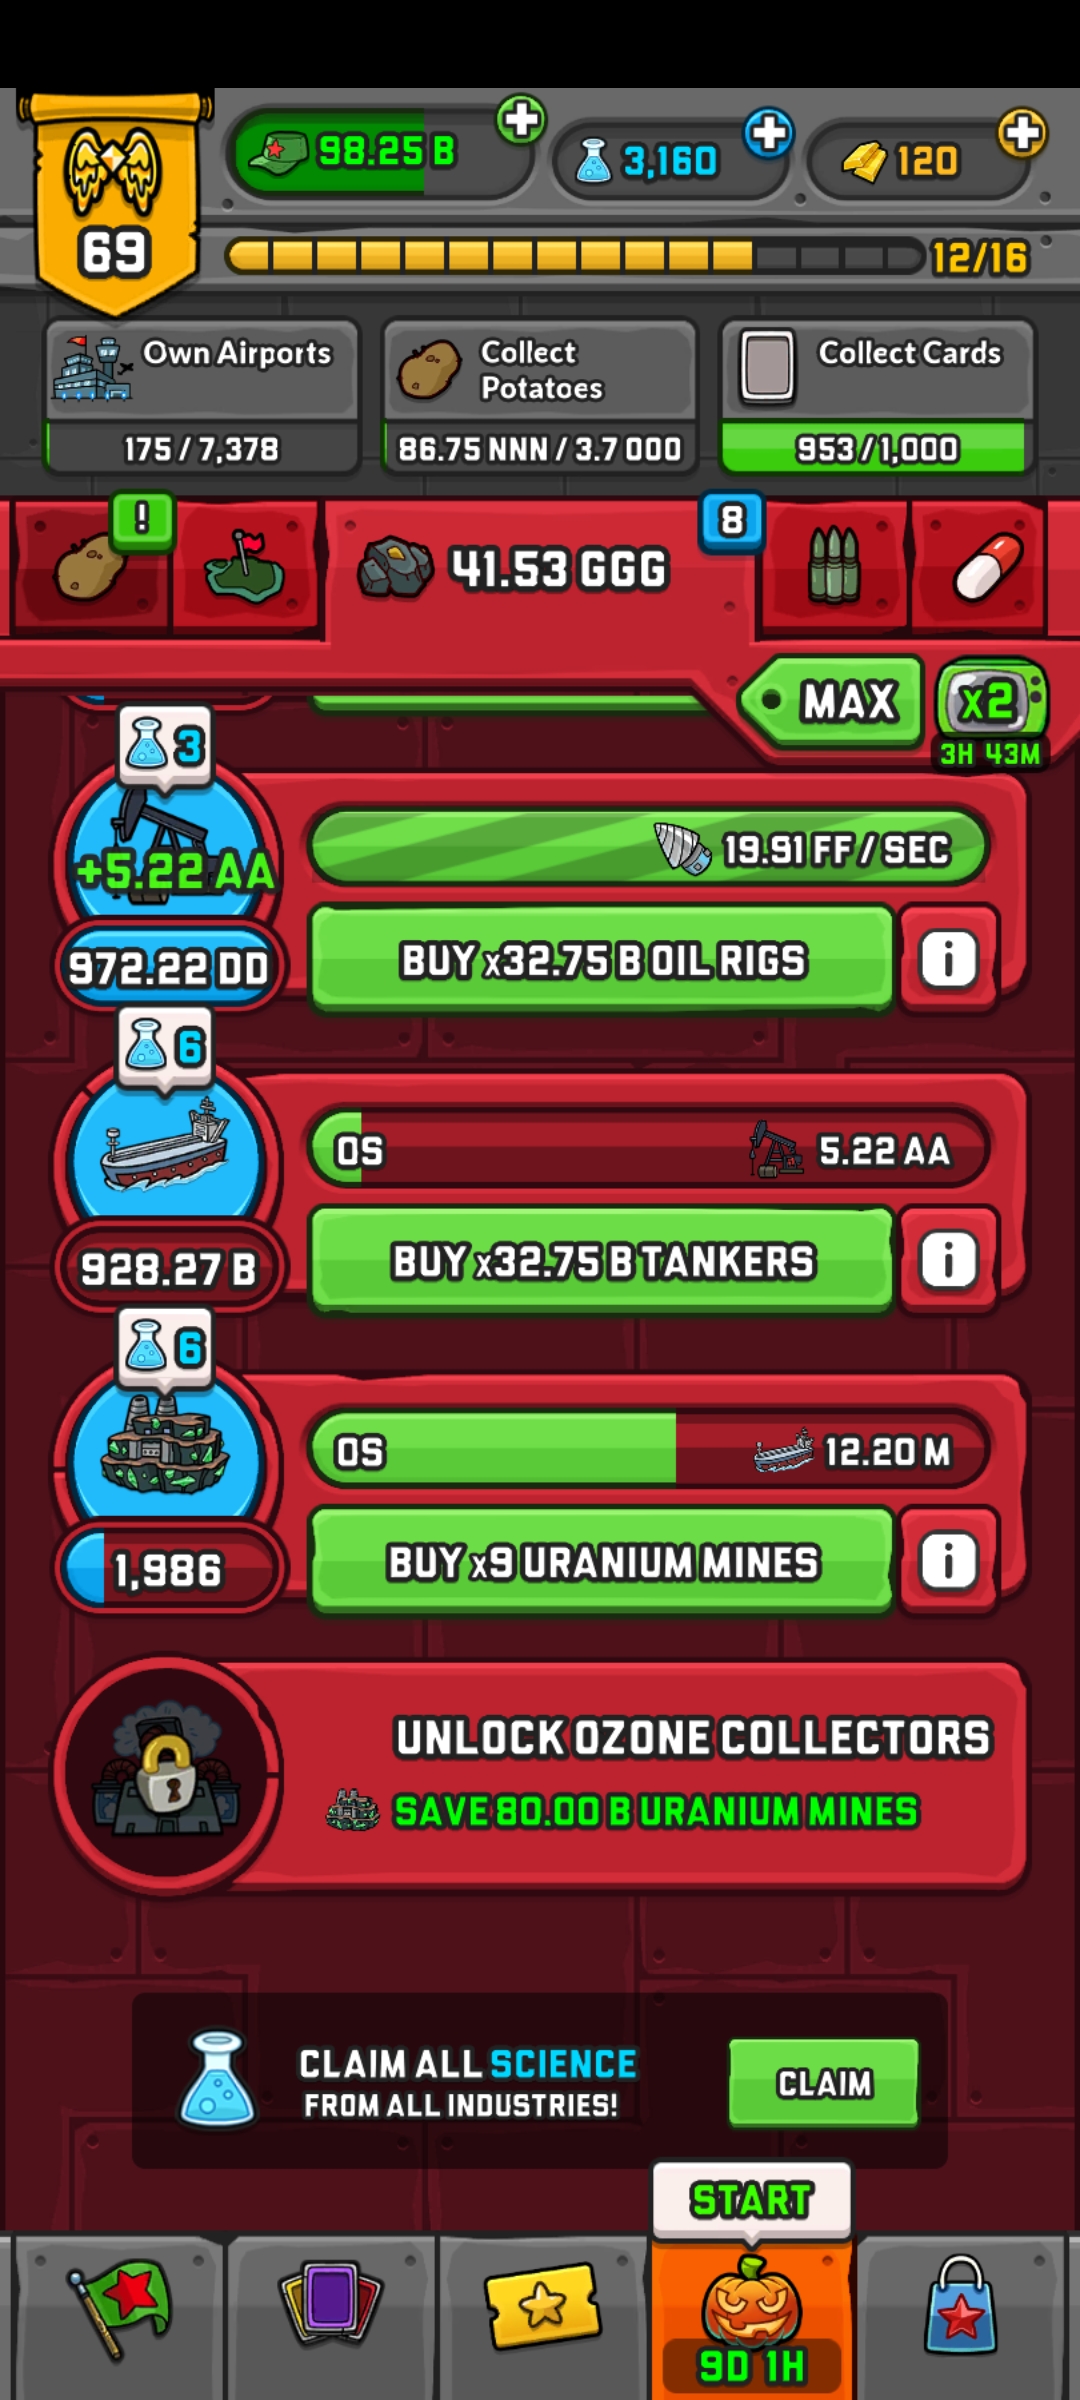 98.25 B
3,160
120
69
12/16
Own Airports
175 / 7,378
Collect
Potatoes
86.75 NNN / 3.7 OOO
Collect Cards
953 / 1,000
!
41.53 GGG
8
MAX
x2
3H 43M
3
+5.22 AA
972.22 DD
19.91 FF / SEC
BUY x32.75 B OIL RIGS
i
6
928.27 B
0S
5.22 AA
BUY x32.75 B TANKERS
i
6
1,986
0S
12.20 M
BUY x9 URANIUM MINES
i
UNLOCK OZONE COLLECTORS
SAVE 80.00 B URANIUM MINES
CLAIM ALL SCIENCE
FROM ALL INDUSTRIES!
CLAIM
START
9D 1H